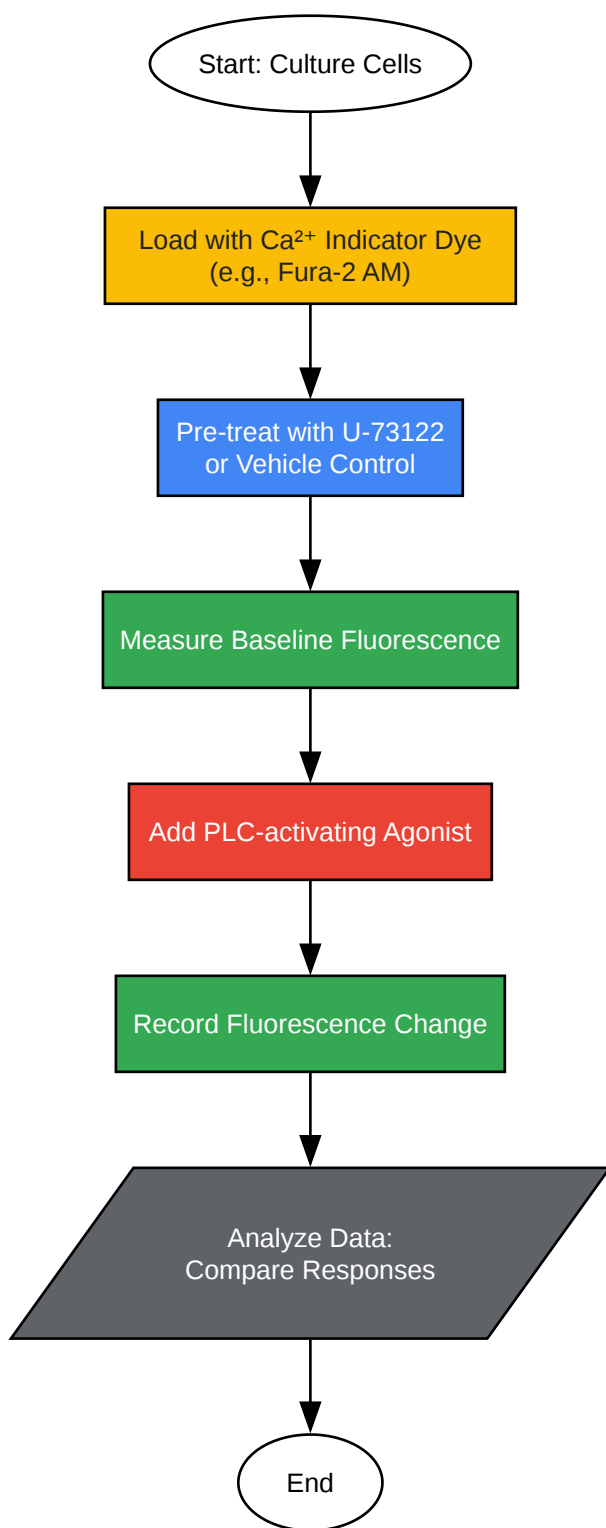 Start: Culture Cells
Load with Ca²⁺ Indicator Dye
(e.g., Fura-2 AM)
Pre-treat with U-73122
or Vehicle Control
Measure Baseline Fluorescence
Add PLC-activating Agonist
Record Fluorescence Change
Analyze Data:
Compare Responses
End